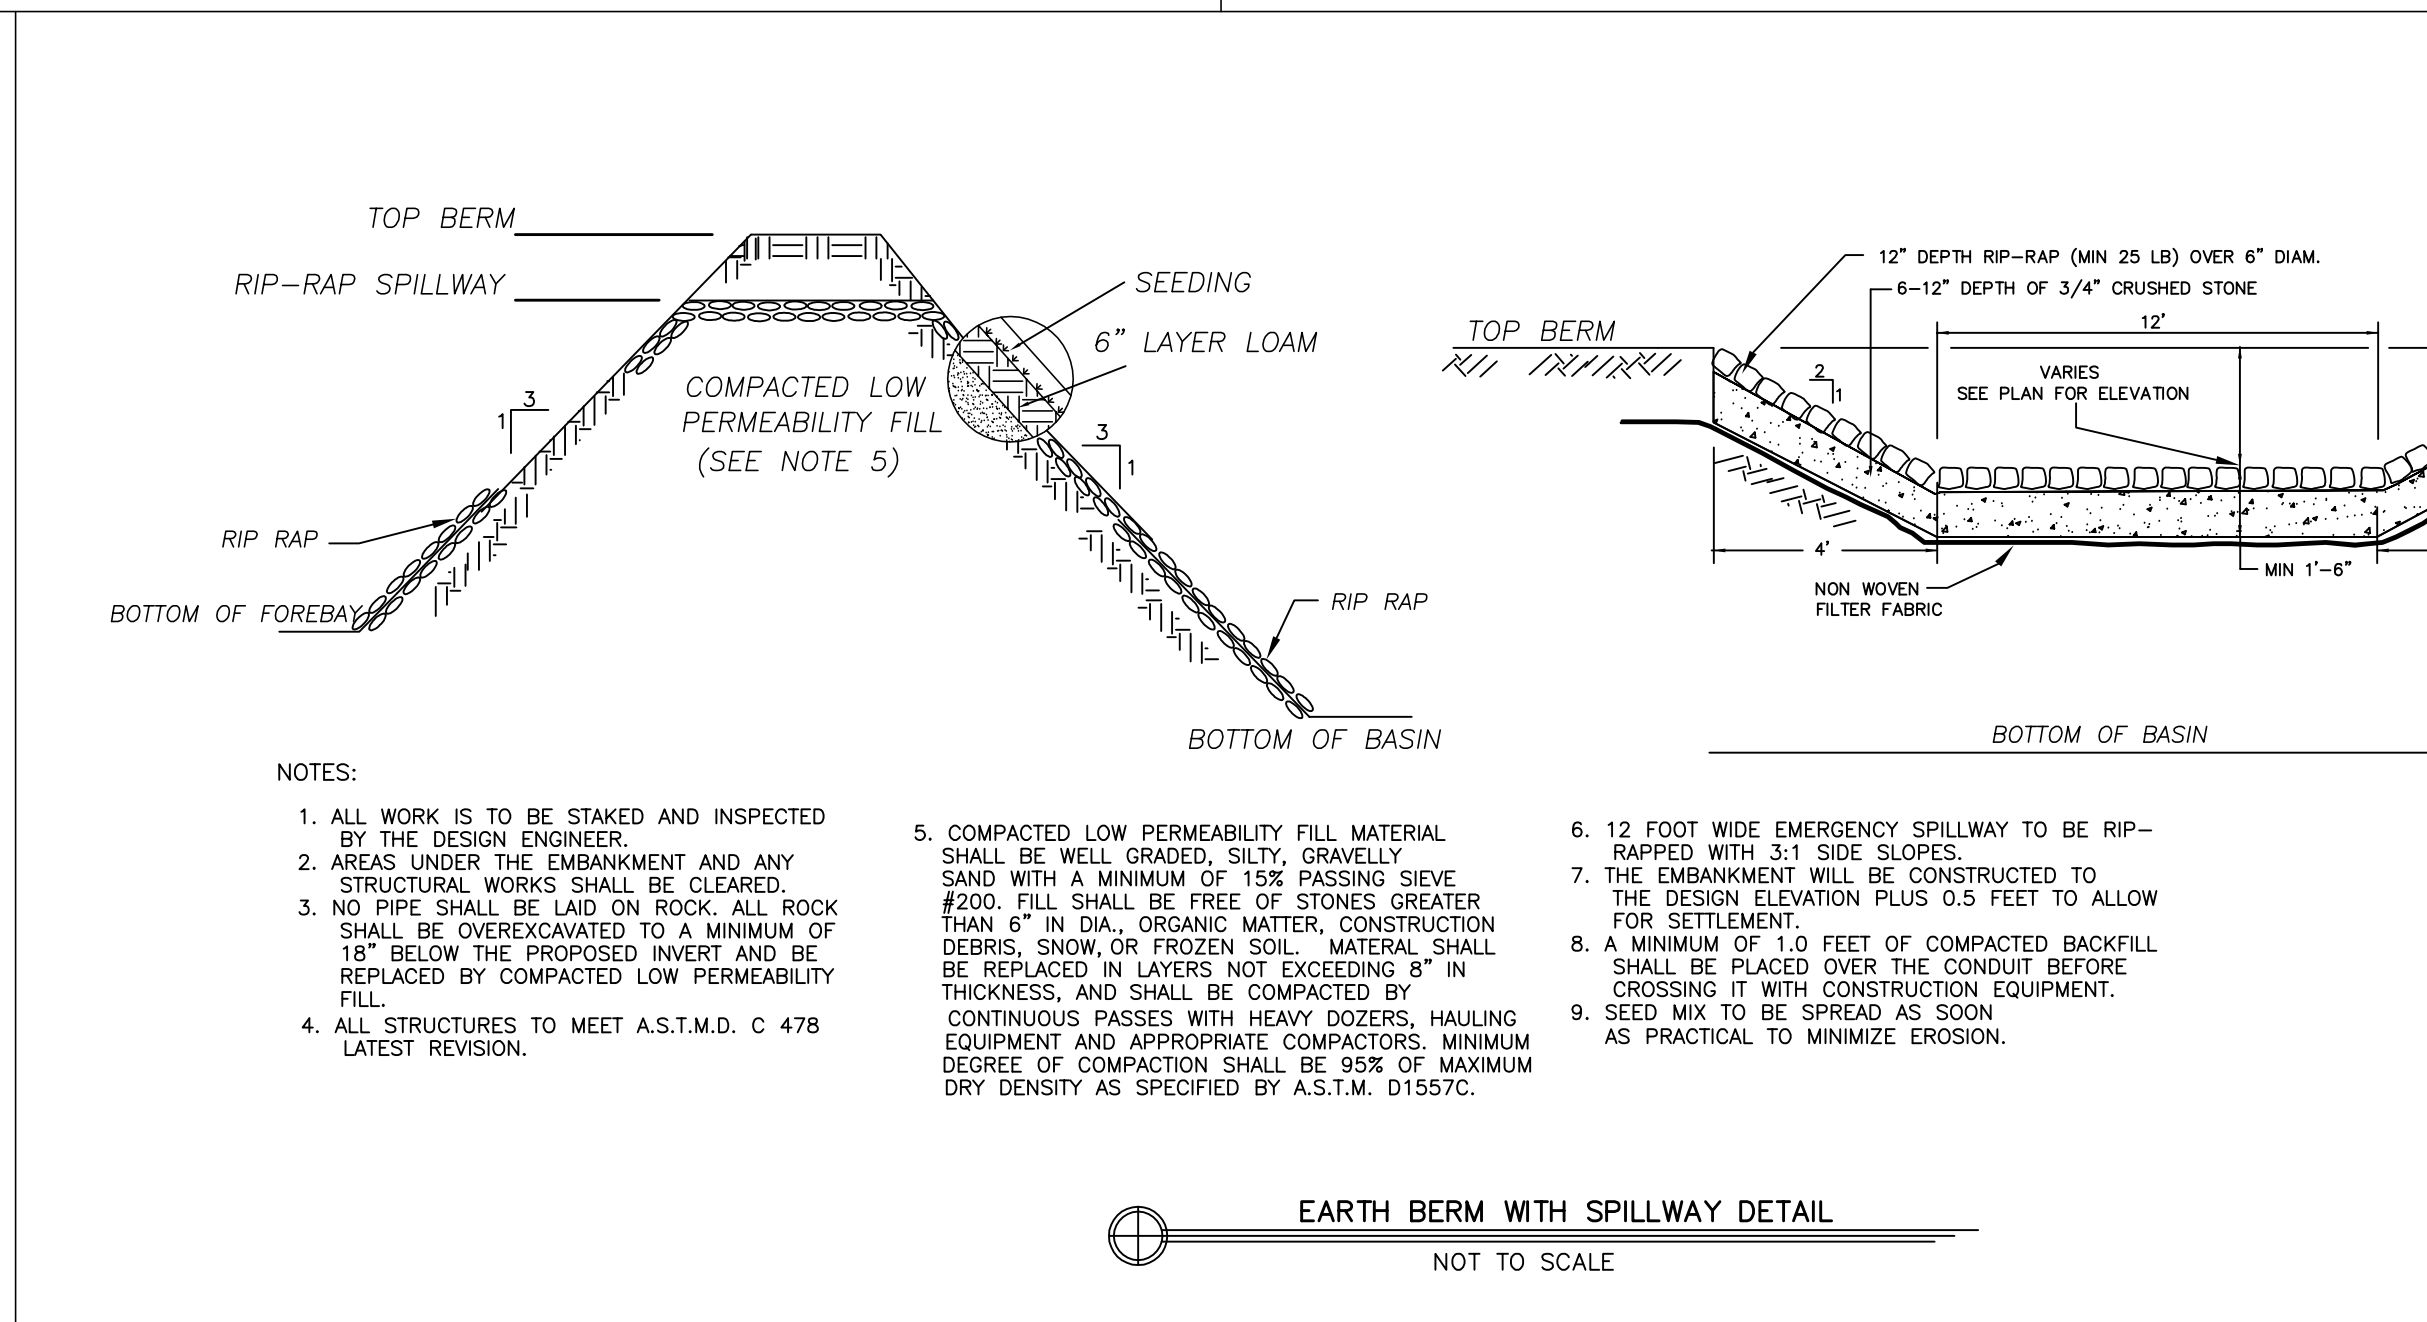 TOP BERM
RIP-RAP SPILLWAY
SEEDING
6" LAYER LOAM
COMPACTED LOW
PERMEABILITY FILL
(SEE NOTE 5)
3
1
3
1
RIP RAP
BOTTOM OF FOREBAY
RIP RAP
BOTTOM OF BASIN
12" DEPTH RIP-RAP (MIN 25 LB) OVER 6" DIAM.
6-12" DEPTH OF 3/4" CRUSHED STONE
TOP BERM
12'
2
1
VARIES
SEE PLAN FOR ELEVATION
4'
MIN 1'-6"
NON WOVEN
FILTER FABRIC
BOTTOM OF BASIN
NOTES:
1. ALL WORK IS TO BE STAKED AND INSPECTED
BY THE DESIGN ENGINEER.
2. AREAS UNDER THE EMBANKMENT AND ANY
STRUCTURAL WORKS SHALL BE CLEARED.
3. NO PIPE SHALL BE LAID ON ROCK. ALL ROCK
SHALL BE OVEREXCAVATED TO A MINIMUM OF
18" BELOW THE PROPOSED INVERT AND BE
REPLACED BY COMPACTED LOW PERMEABILITY
FILL.
4. ALL STRUCTURES TO MEET A.S.T.M.D. C 478
LATEST REVISION.
5. COMPACTED LOW PERMEABILITY FILL MATERIAL
SHALL BE WELL GRADED, SILTY, GRAVELLY
SAND WITH A MINIMUM OF 15% PASSING SIEVE
#200. FILL SHALL BE FREE OF STONES GREATER
THAN 6" IN DIA., ORGANIC MATTER, CONSTRUCTION
DEBRIS, SNOW, OR FROZEN SOIL. MATERAL SHALL
BE REPLACED IN LAYERS NOT EXCEEDING 8" IN
THICKNESS, AND SHALL BE COMPACTED BY
CONTINUOUS PASSES WITH HEAVY DOZERS, HAULING
EQUIPMENT AND APPROPRIATE COMPACTORS. MINIMUM
DEGREE OF COMPACTION SHALL BE 95% OF MAXIMUM
DRY DENSITY AS SPECIFIED BY A.S.T.M. D1557C.
6. 12 FOOT WIDE EMERGENCY SPILLWAY TO BE RIP-
RAPPED WITH 3:1 SIDE SLOPES.
7. THE EMBANKMENT WILL BE CONSTRUCTED TO
THE DESIGN ELEVATION PLUS 0.5 FEET TO ALLOW
FOR SETTLEMENT.
8. A MINIMUM OF 1.0 FEET OF COMPACTED BACKFILL
SHALL BE PLACED OVER THE CONDUIT BEFORE
CROSSING IT WITH CONSTRUCTION EQUIPMENT.
9. SEED MIX TO BE SPREAD AS SOON
AS PRACTICAL TO MINIMIZE EROSION.
EARTH BERM WITH SPILLWAY DETAIL
NOT TO SCALE